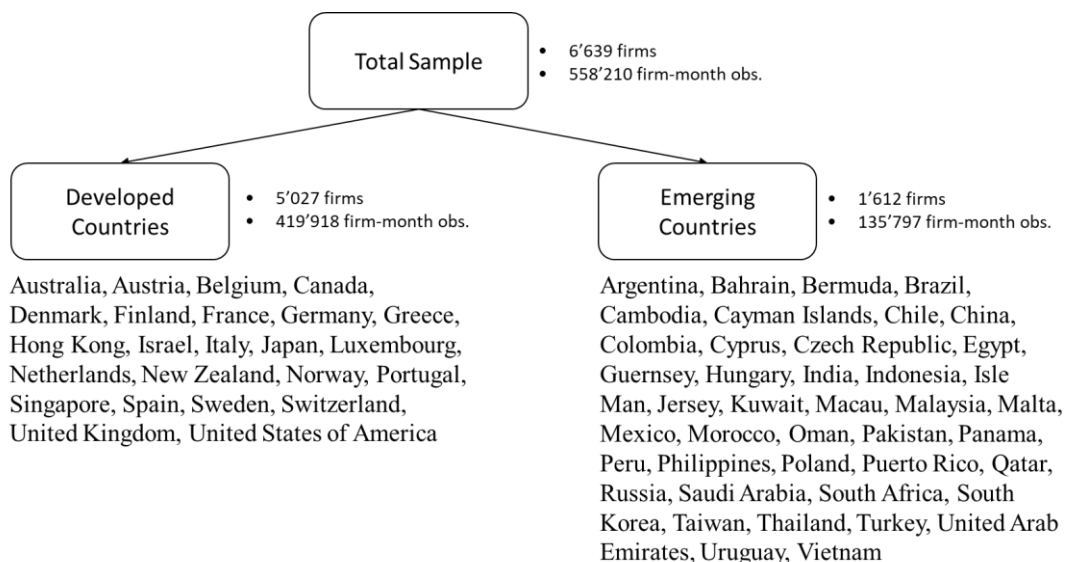 Total Sample
• 6’639 firms
• 558’210 firm-month obs.
Developed
Countries
• 5’027 firms
• 419’918 firm-month obs.
Australia, Austria, Belgium, Canada,
Denmark, Finland, France, Germany, Greece,
Hong Kong, Israel, Italy, Japan, Luxembourg,
Netherlands, New Zealand, Norway, Portugal,
Singapore, Spain, Sweden, Switzerland,
United Kingdom, United States of America
Emerging
Countries
• 1’612 firms
• 135’797 firm-month obs.
Argentina, Bahrain, Bermuda, Brazil,
Cambodia, Cayman Islands, Chile, China,
Colombia, Cyprus, Czech Republic, Egypt,
Guernsey, Hungary, India, Indonesia, Isle
Man, Jersey, Kuwait, Macau, Malaysia, Malta,
Mexico, Morocco, Oman, Pakistan, Panama,
Peru, Philippines, Poland, Puerto Rico, Qatar,
Russia, Saudi Arabia, South Africa, South
Korea, Taiwan, Thailand, Turkey, United Arab
Emirates, Uruguay, Vietnam